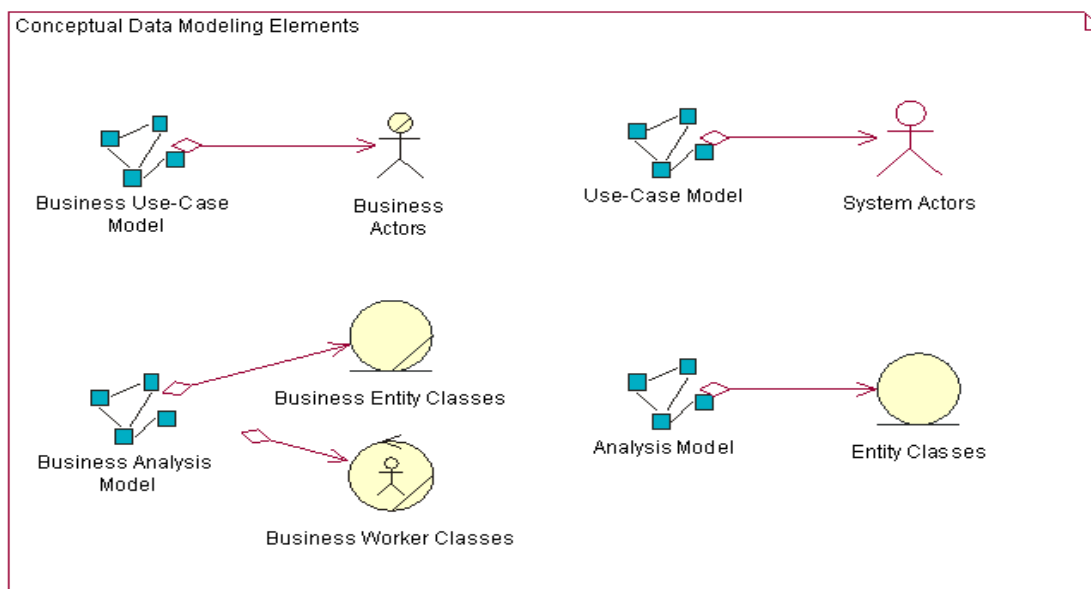 Conceptual Data Modeling Elements
Business Use-Case
Model
Business
Actors
Use-Case Model
System Actors
Business Entity Classes
Business Analysis
Model
Business Worker Classes
Analysis Model
Entity Classes